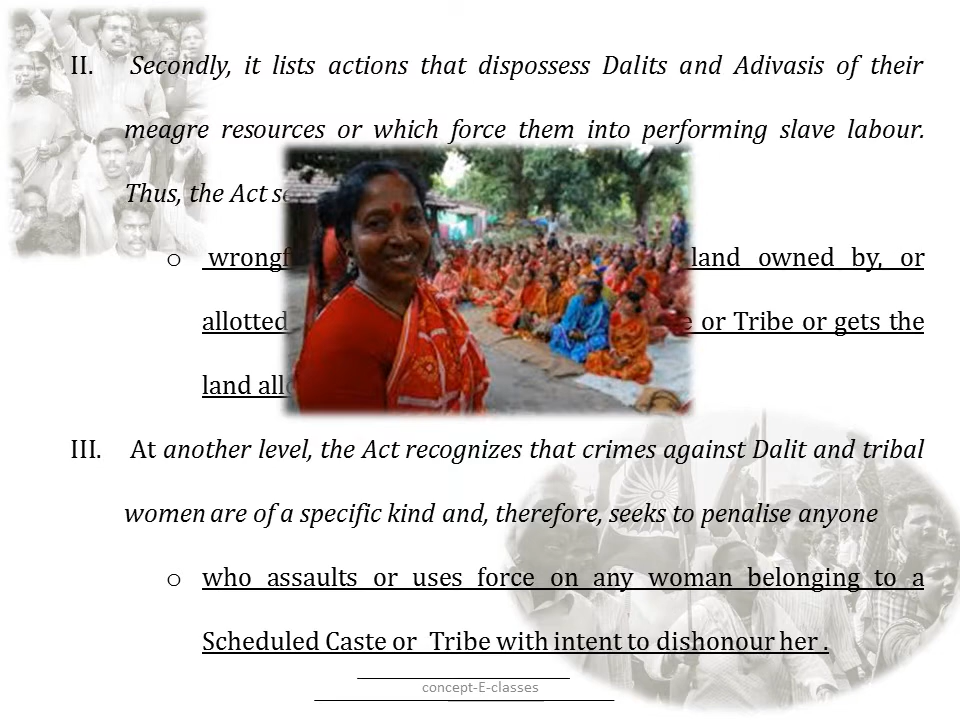 II. Secondly, it lists actions that dispossess Dalits and Adivasis of their
meagre resources or which force them into performing slave labour.
Thus, the Act
o wrongf land owned by, or
allotted or Tribe or gets the
land
III. At another level, the Act recognizes that crimes against Dalit and tribal
women are of a specific kind and, therefore, seeks to penalise anyone
o who assaults or uses force on any woman belonging to a
Scheduled Caste or Tribe with intent to dishonour her .
concept-E-classes